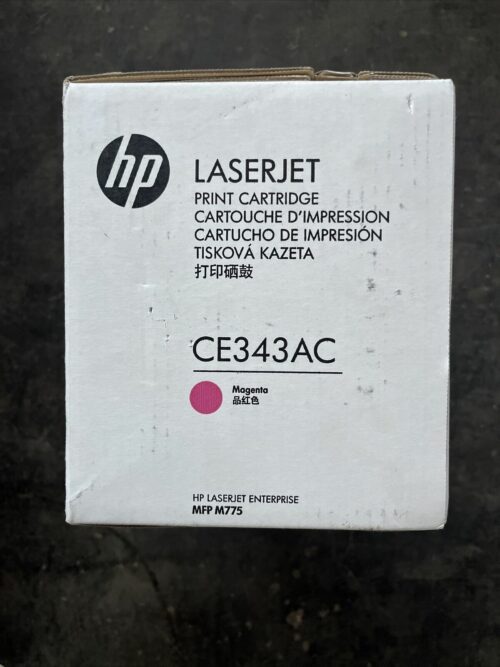 hp
LASERJET
PRINT CARTRIDGE
CARTOUCHE D'IMPRESSION
CARTUCHO DE IMPRESIÓN
TISKOVÁ KAZETA
打印硒鼓
CE343AC
Magenta
品紅色
HP LASERJET ENTERPRISE
MFP M775